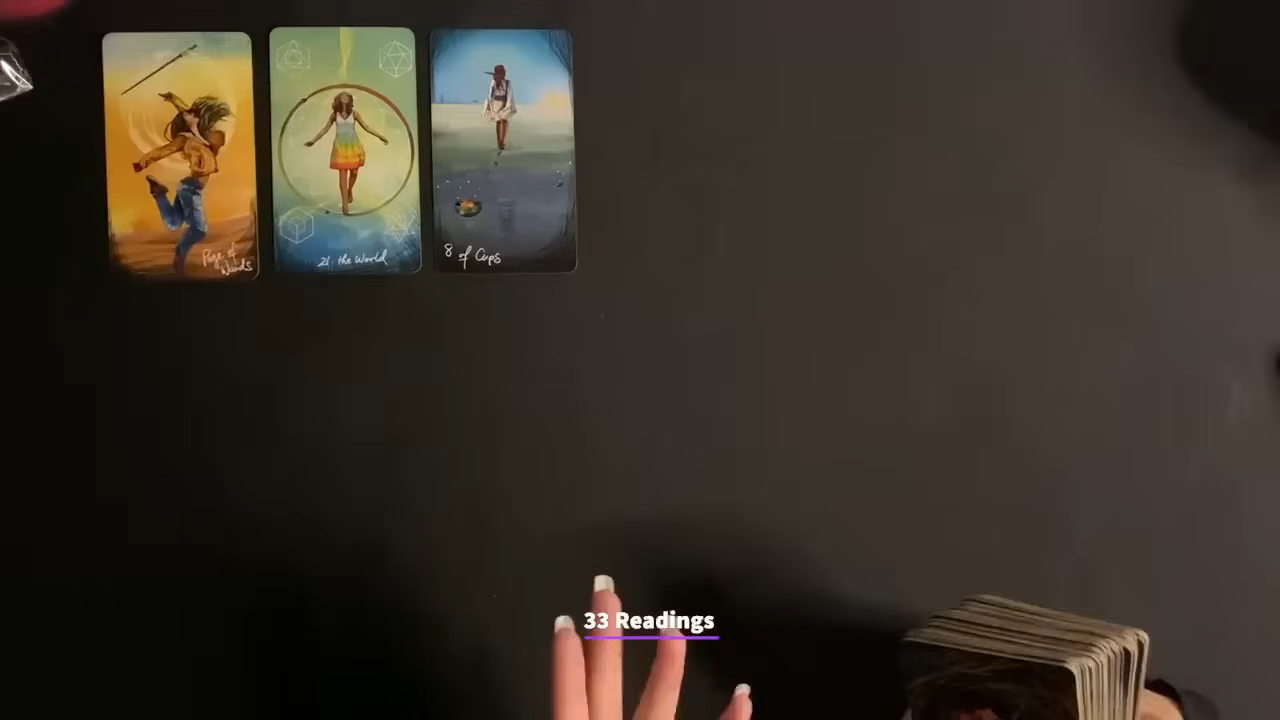 Page of
Wands
21. the World
8 of Cups
33 Readings